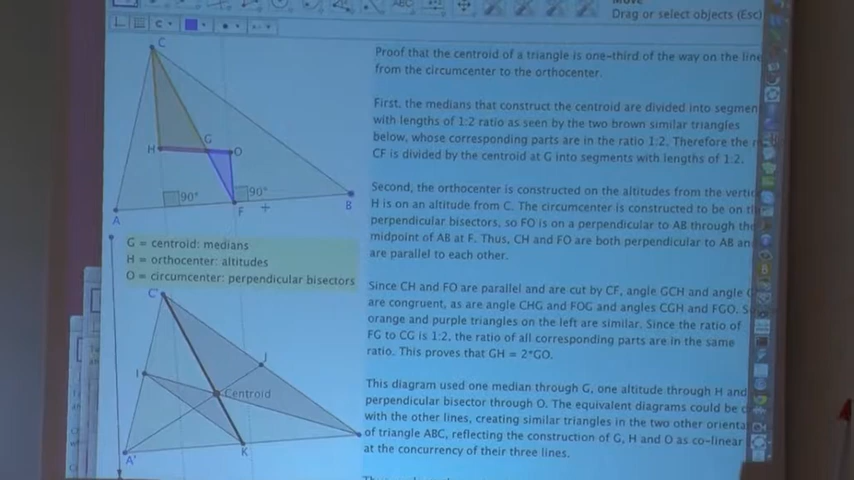 Drag or select objects (Esc)
ABC
C
H
G
O
90°
90°
A
F
B
G = centroid: medians
H = orthocenter: altitudes
O = circumcenter: perpendicular bisectors
C'
J
I
Centroid
A'
K
Proof that the centroid of a triangle is one-third of the way on the line
from the circumcenter to the orthocenter.
First, the medians that construct the centroid are divided into segmen
with lengths of 1:2 ratio as seen by the two brown similar triangles
below, whose corresponding parts are in the ratio 1:2. Therefore the
CF is divided by the centroid at G into segments with lengths of 1:2.
Second, the orthocenter is constructed on the altitudes from the vertic
H is on an altitude from C. The circumcenter is constructed to be on th
perpendicular bisectors, so FO is on a perpendicular to AB through the
midpoint of AB at F. Thus, CH and FO are both perpendicular to AB an
are parallel to each other.
Since CH and FO are parallel and are cut by CF, angle GCH and angle
are congruent, as are angle CHG and FOG and angles CGH and FGO. S
orange and purple triangles on the left are similar. Since the ratio of
FG to CG is 1:2, the ratio of all corresponding parts are in the same
ratio. This proves that GH = 2*GO.
This diagram used one median through G, one altitude through H and
perpendicular bisector through O. The equivalent diagrams could be
with the other lines, creating similar triangles in the two other orienta
of triangle ABC, reflecting the construction of G, H and O as co-linear
at the concurrency of their three lines.